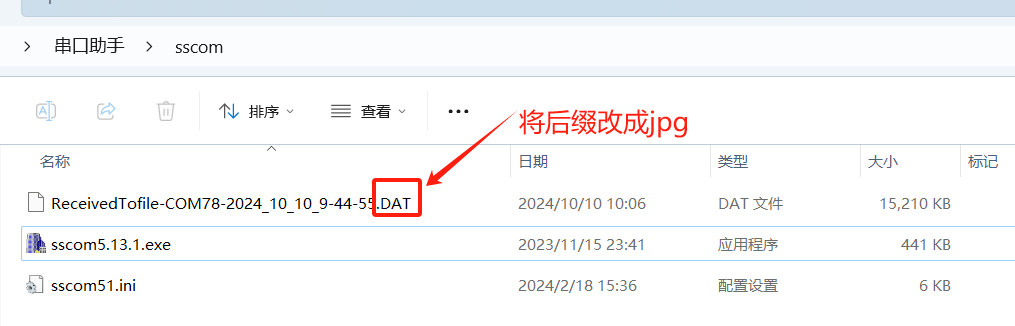 串口助手 sscom
排序 查看
将后缀改成jpg
名称 日期 类型 大小 标记
ReceivedTofile-COM78-2024_10_10_9-44-55.DAT 2024/10/10 10:06 DAT 文件 15,210 KB
sscom5.13.1.exe 2023/11/15 23:41 应用程序 441 KB
sscom51.ini 2024/2/18 15:36 配置设置 6 KB